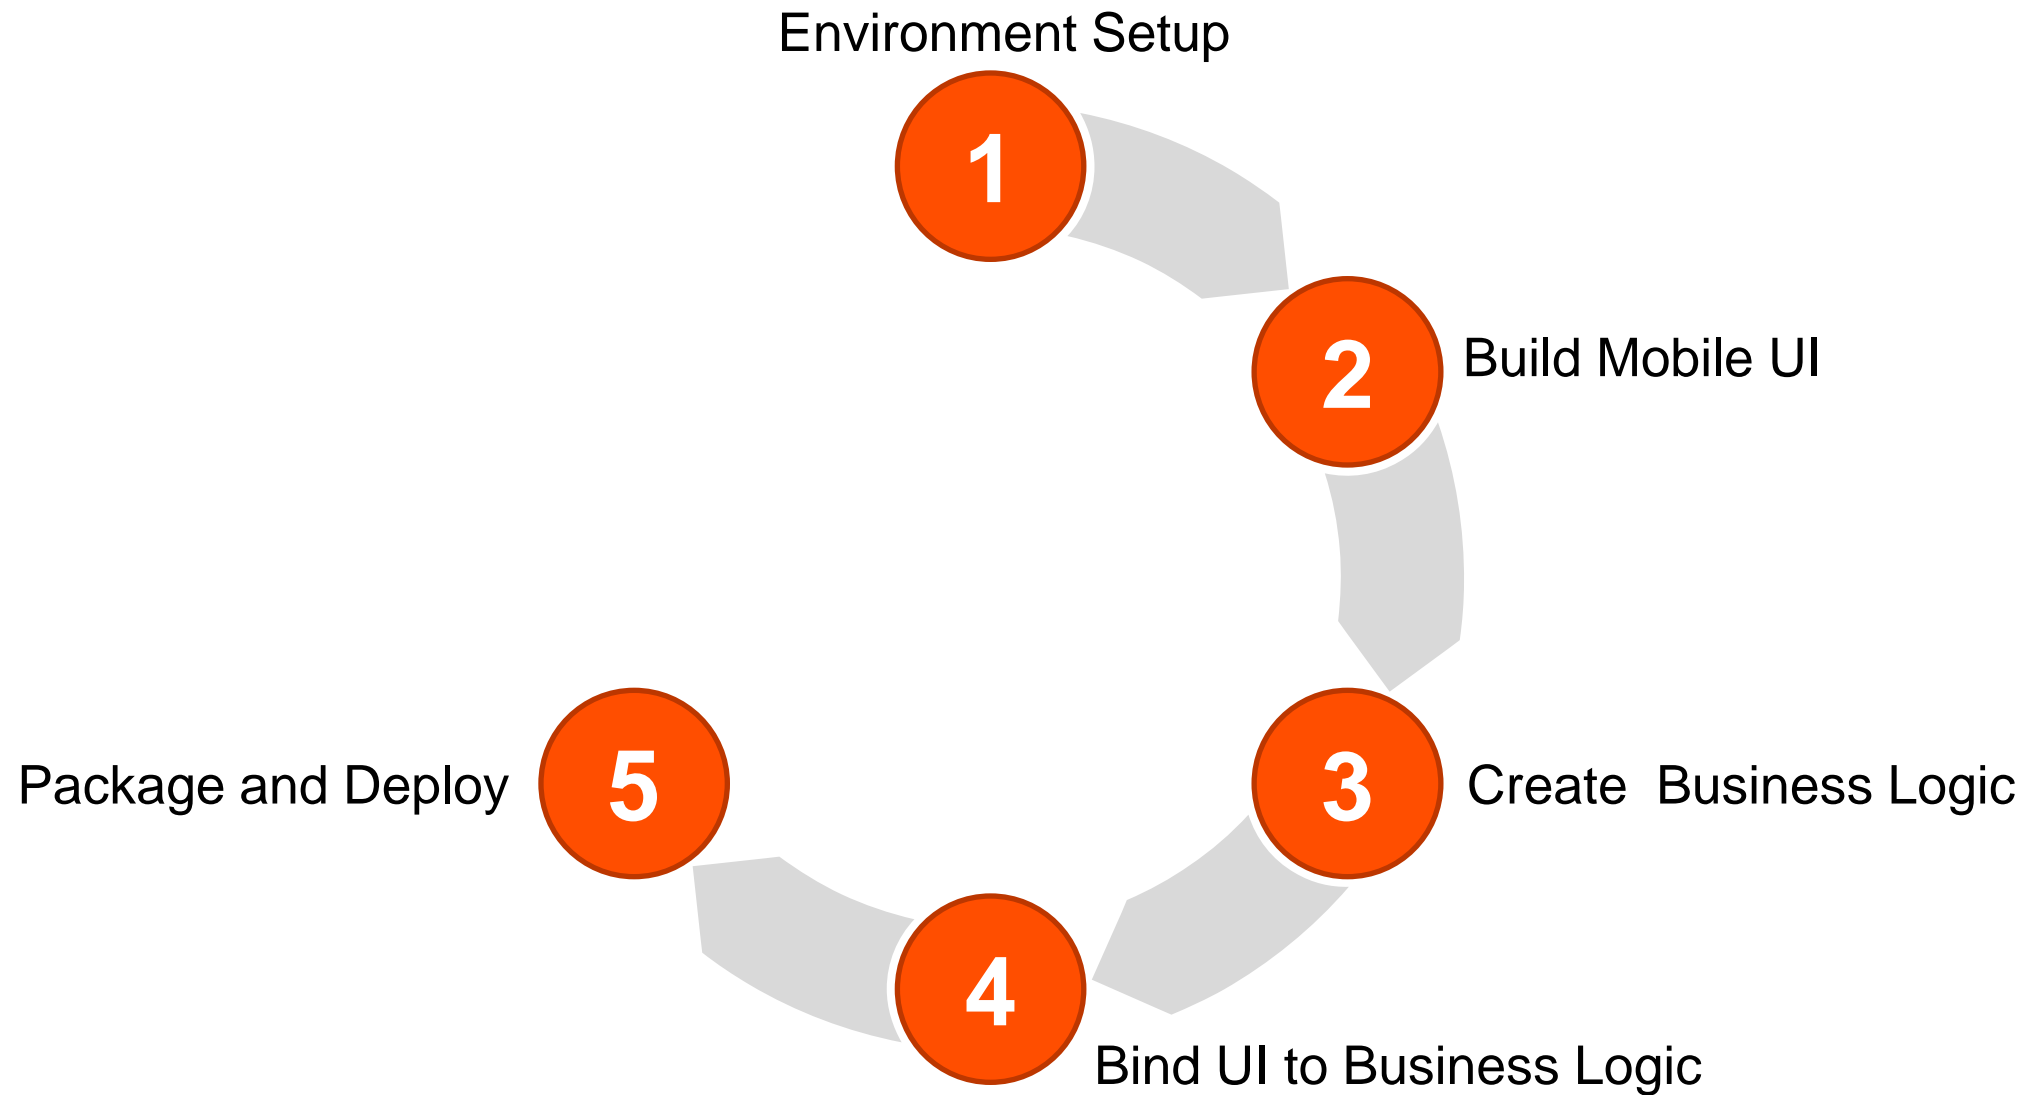 Environment Setup
1
2
Build Mobile UI
3
Create  Business Logic
4
Bind UI to Business Logic
5
Package and Deploy